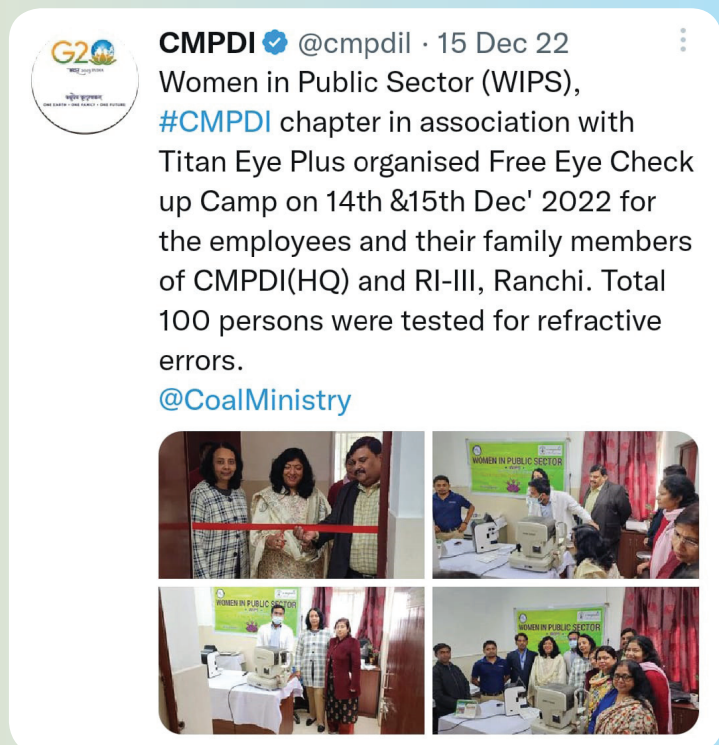 G20
वसुधैव कुटुम्बकम्
ONE EARTH • ONE FAMILY • ONE FUTURE
CMPDI @cmpdil · 15 Dec 22
Women in Public Sector (WIPS),
#CMPDI chapter in association with
Titan Eye Plus organised Free Eye Check
up Camp on 14th &15th Dec' 2022 for
the employees and their family members
of CMPDI(HQ) and RI-III, Ranchi. Total
100 persons were tested for refractive
errors.
@CoalMinistry
WOMEN IN PUBLIC SECTOR
WOMEN IN PUBLIC SECTOR
WOMEN IN PUBLIC SECTOR